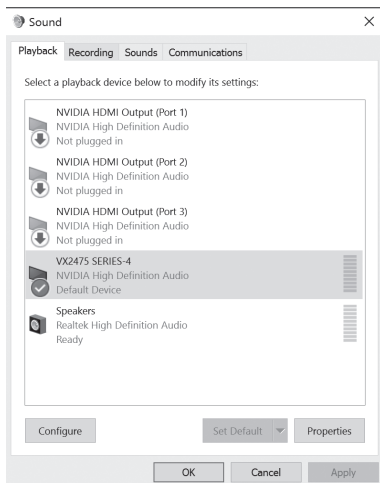 Sound
Playback Recording Sounds Communications
Select a playback device below to modify its settings:
NVIDIA HDMI Output (Port 1)
NVIDIA High Definition Audio
Not plugged in
NVIDIA HDMI Output (Port 2)
NVIDIA High Definition Audio
Not plugged in
NVIDIA HDMI Output (Port 3)
NVIDIA High Definition Audio
Not plugged in
VX2475 SERIES-4
NVIDIA High Definition Audio
Default Device
Speakers
Realtek High Definition Audio
Ready
Configure Set Default Properties
OK Cancel Apply